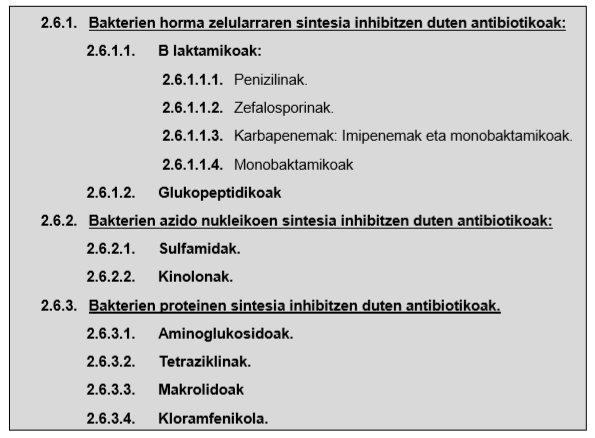 2.6.1. Bakterien horma zelularraren sintesia inhibitzen duten antibiotikoak:
2.6.1.1. B laktamikoak:
2.6.1.1.1. Penizilinak.
2.6.1.1.2. Zefalosporinak.
2.6.1.1.3. Karbapenemak: Imipenemak eta monobaktamikoak.
2.6.1.1.4. Monobaktamikoak
2.6.1.2. Glukopeptidikoak
2.6.2. Bakterien azido nukleikoen sintesia inhibitzen duten antibiotikoak:
2.6.2.1. Sulfamidak.
2.6.2.2. Kinolonak.
2.6.3. Bakterien proteinen sintesia inhibitzen duten antibiotikoak.
2.6.3.1. Aminoglukosidoak.
2.6.3.2. Tetraziklinak.
2.6.3.3. Makrolidoak
2.6.3.4. Kloramfenikola.